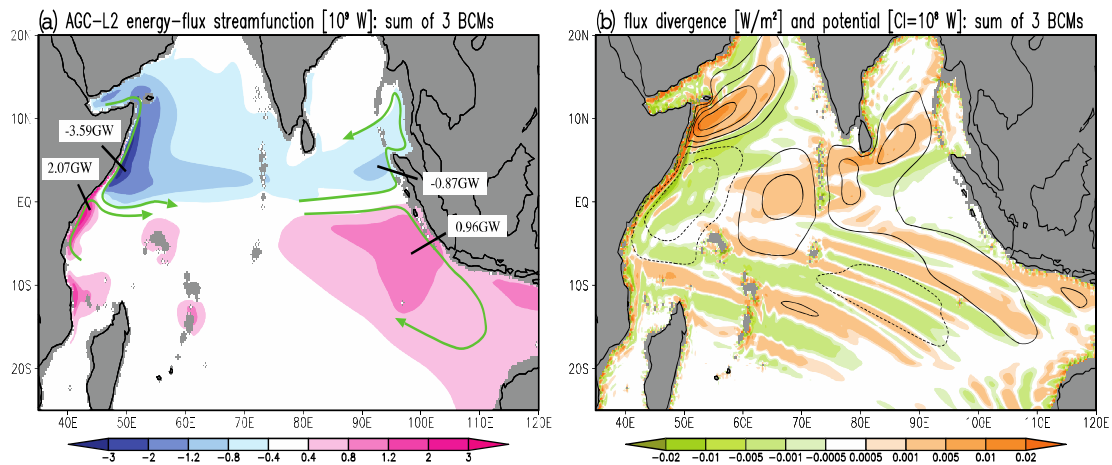 (a) AGC-L2 energy-flux streamfunction [10⁹ W]: sum of 3 BCMs
20N
10N
EQ
10S
20S
-3.59GW
2.07GW
-0.87GW
0.96GW
40E 50E 60E 70E 80E 90E 100E 110E 120E
-3 -2 -1.2 -0.8 -0.4 0.4 0.8 1.2 2 3
(b) flux divergence [W/m²] and potential [CI=10⁸ W]: sum of 3 BCMs
20N
10N
EQ
10S
20S
40E 50E 60E 70E 80E 90E 100E 110E 120E
-0.02 -0.01 -0.005 -0.001 -0.0005 0.0005 0.001 0.005 0.01 0.02